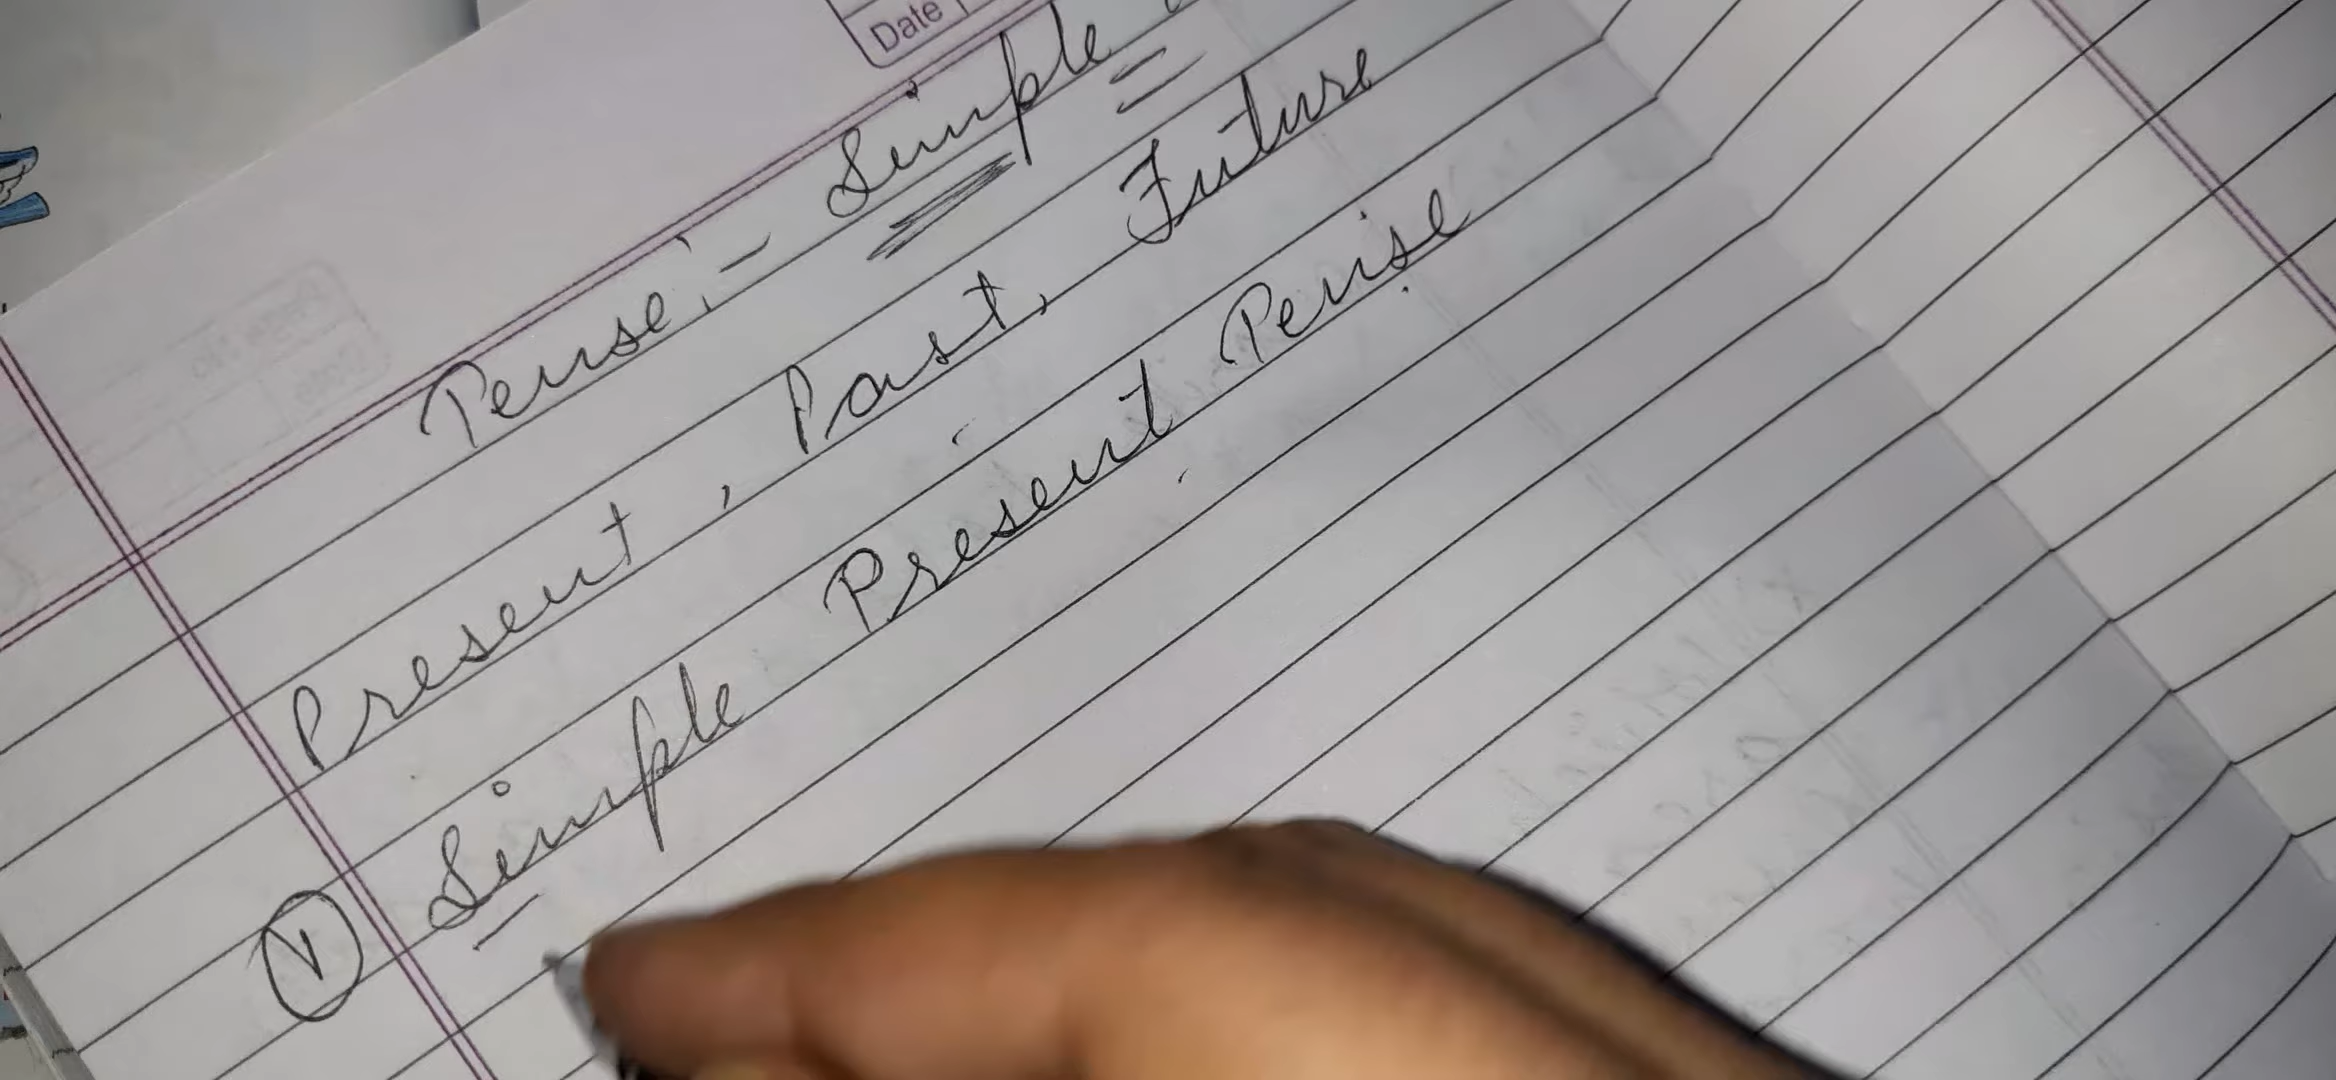 Date
Tense:- Simple
Present, Past, Future
① Simple Present Tense